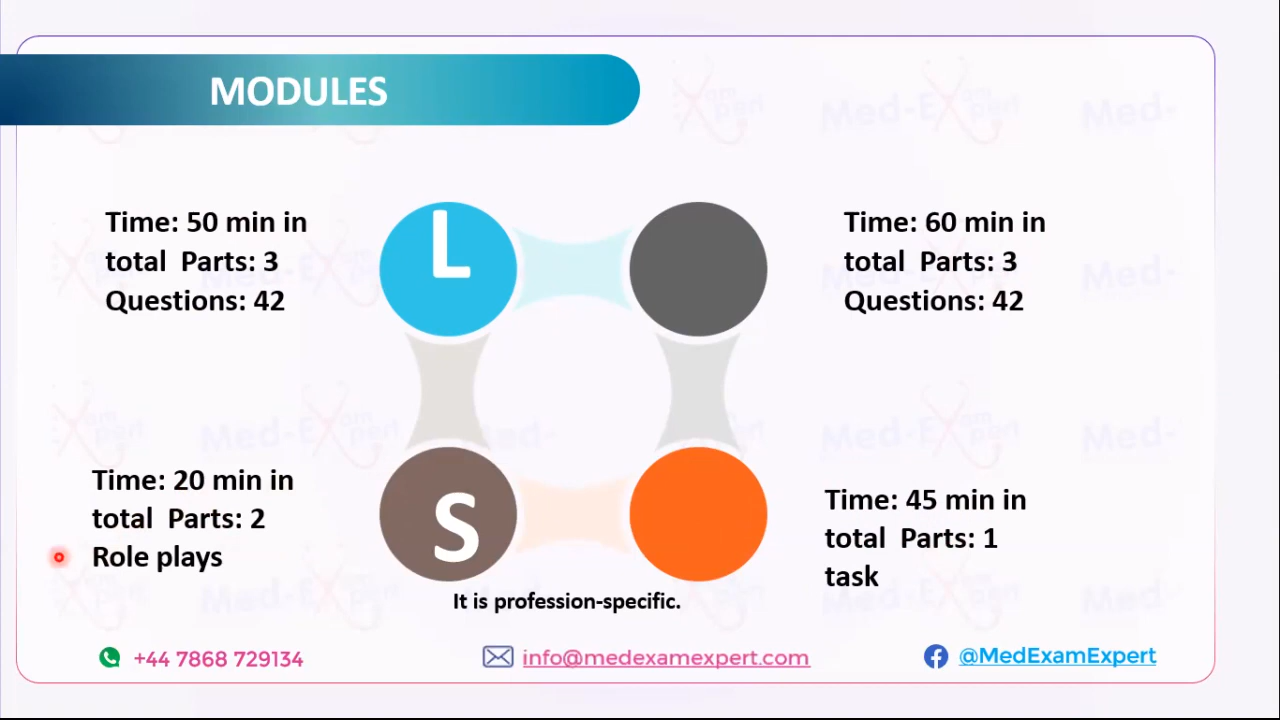 MODULES
Time: 50 min in
total Parts: 3
Questions: 42
L
Time: 60 min in
total Parts: 3
Questions: 42
Time: 20 min in
total Parts: 2
Role plays
S
Time: 45 min in
total Parts: 1
task
It is profession-specific.
+44 7868 729134
info@medexamexpert.com
@MedExamExpert